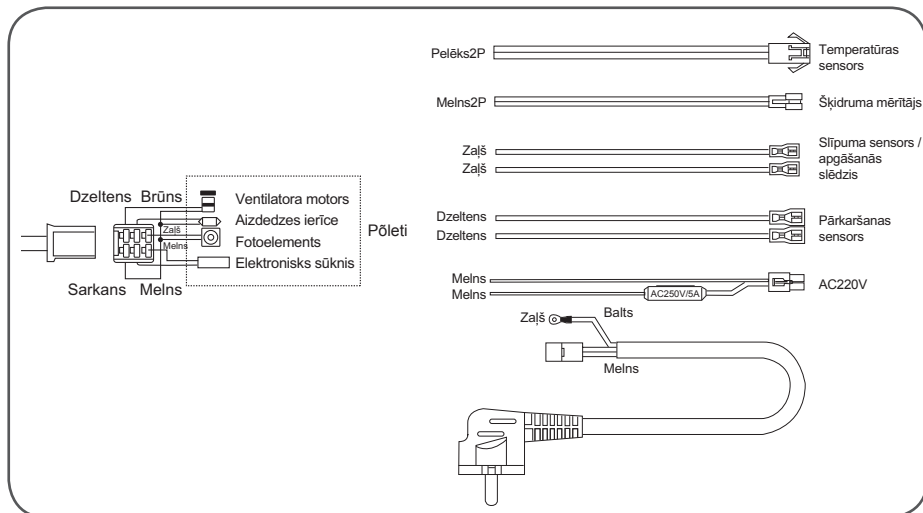 Dzeltens Brūns
Zaļš
Melns
Sarkans Melns
Ventilatora motors
Aizdedzes ierīce
Fotoelements
Elektronisks sūknis
Põleti
Pelēks2P
Temperatūras
sensors
Melns2P
Šķidruma mērītājs
Zaļš
Zaļš
Slīpuma sensors /
apgāšanās
slēdzis
Dzeltens
Dzeltens
Pārkaršanas
sensors
Melns
Melns
AC250V/5A
AC220V
Zaļš
Balts
Melns